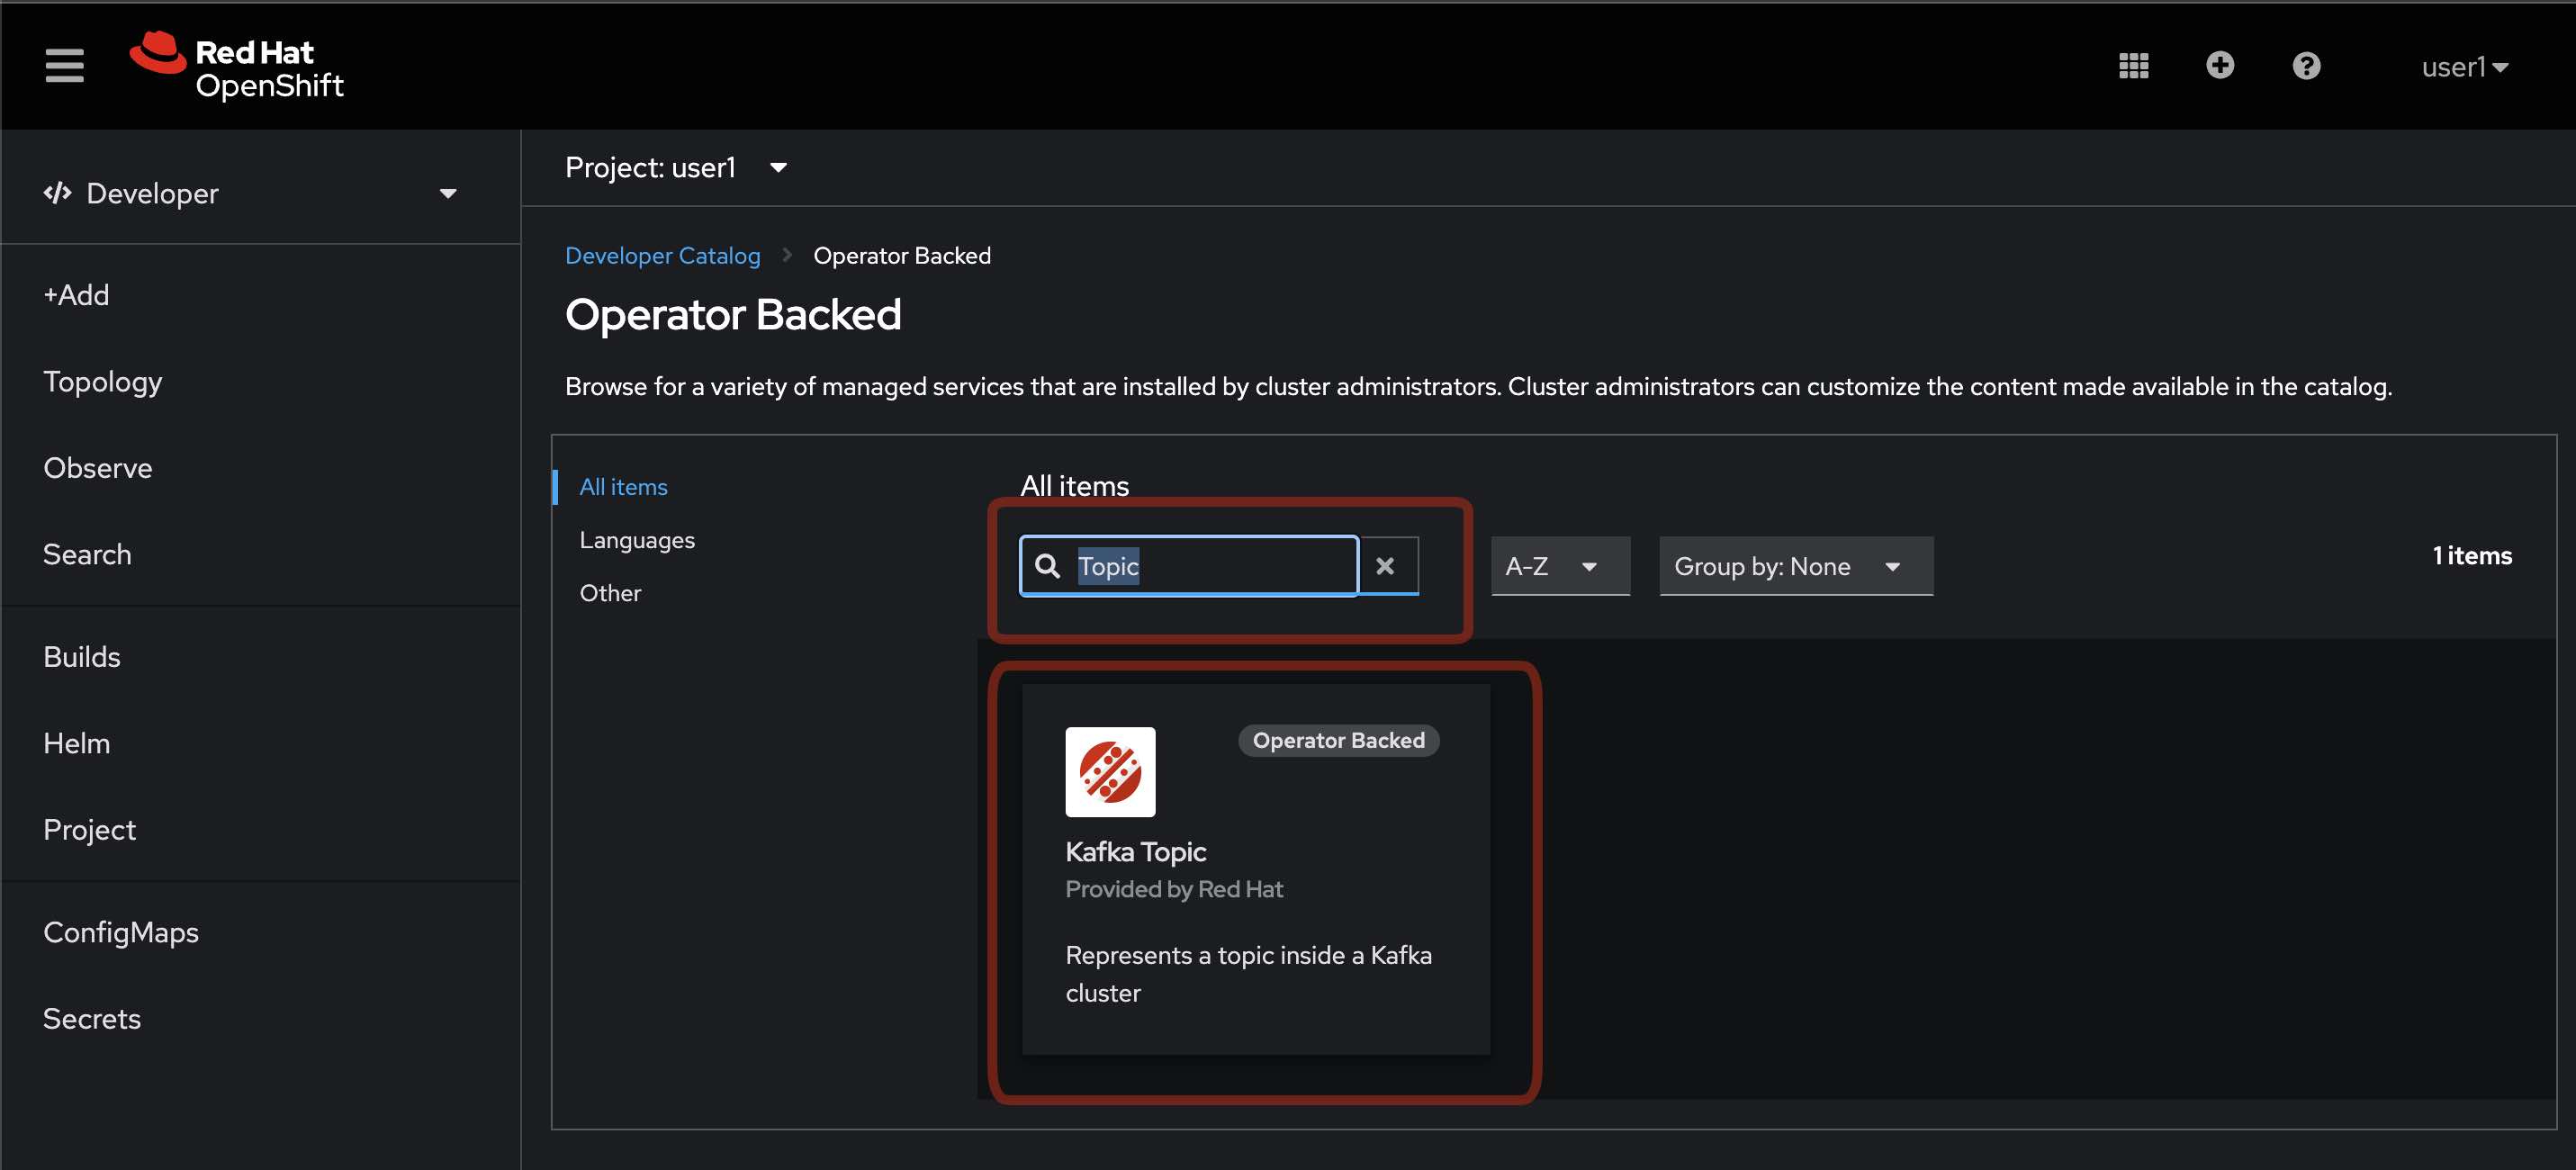 Red Hat
OpenShift
user1
Developer
+Add
Topology
Observe
Search
Builds
Helm
Project
ConfigMaps
Secrets
Project: user1
Developer Catalog
Operator Backed
Operator Backed
Browse for a variety of managed services that are installed by cluster administrators. Cluster administrators can customize the content made available in the catalog.
All items
Languages
Other
All items
Topic
A-Z
Group by: None
1 items
Operator Backed
Kafka Topic
Provided by Red Hat
Represents a topic inside a Kafka
cluster